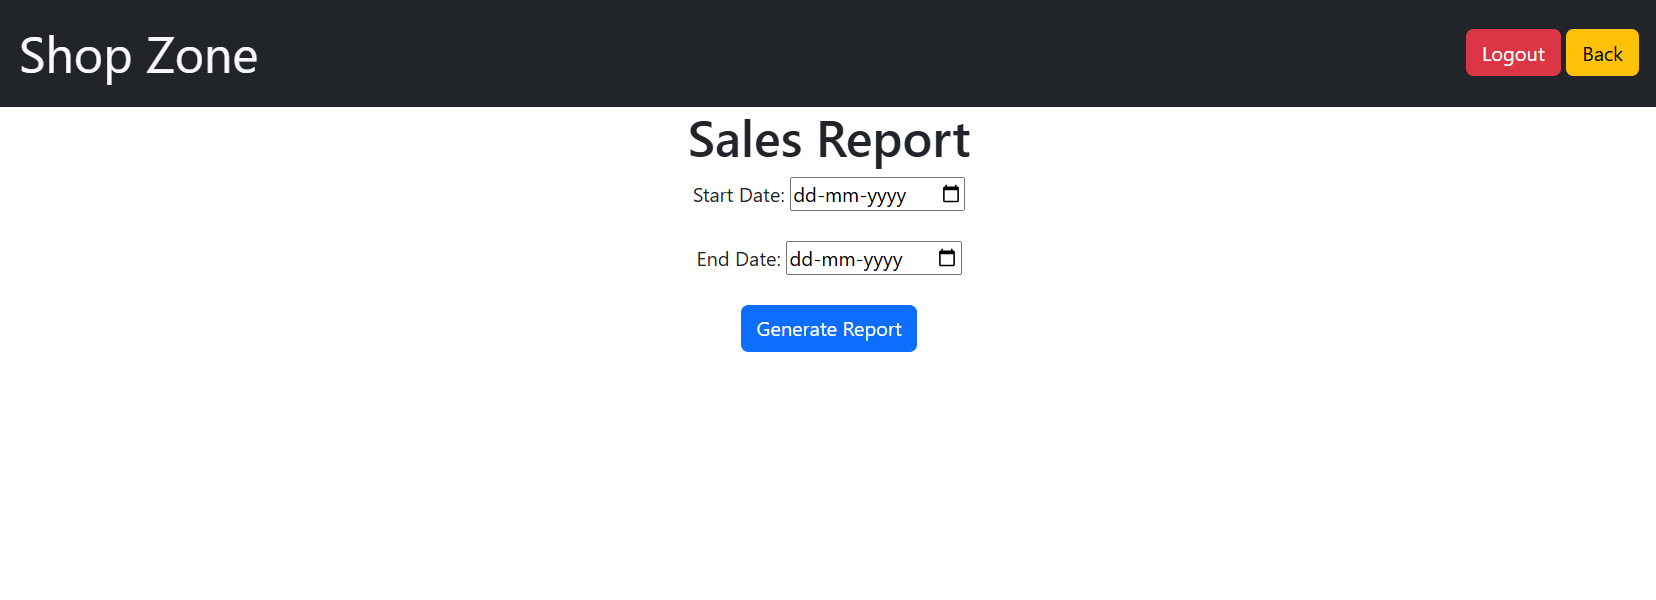 Shop Zone
Logout Back
Sales Report
Start Date: dd-mm-yyyy
End Date: dd-mm-yyyy
Generate Report